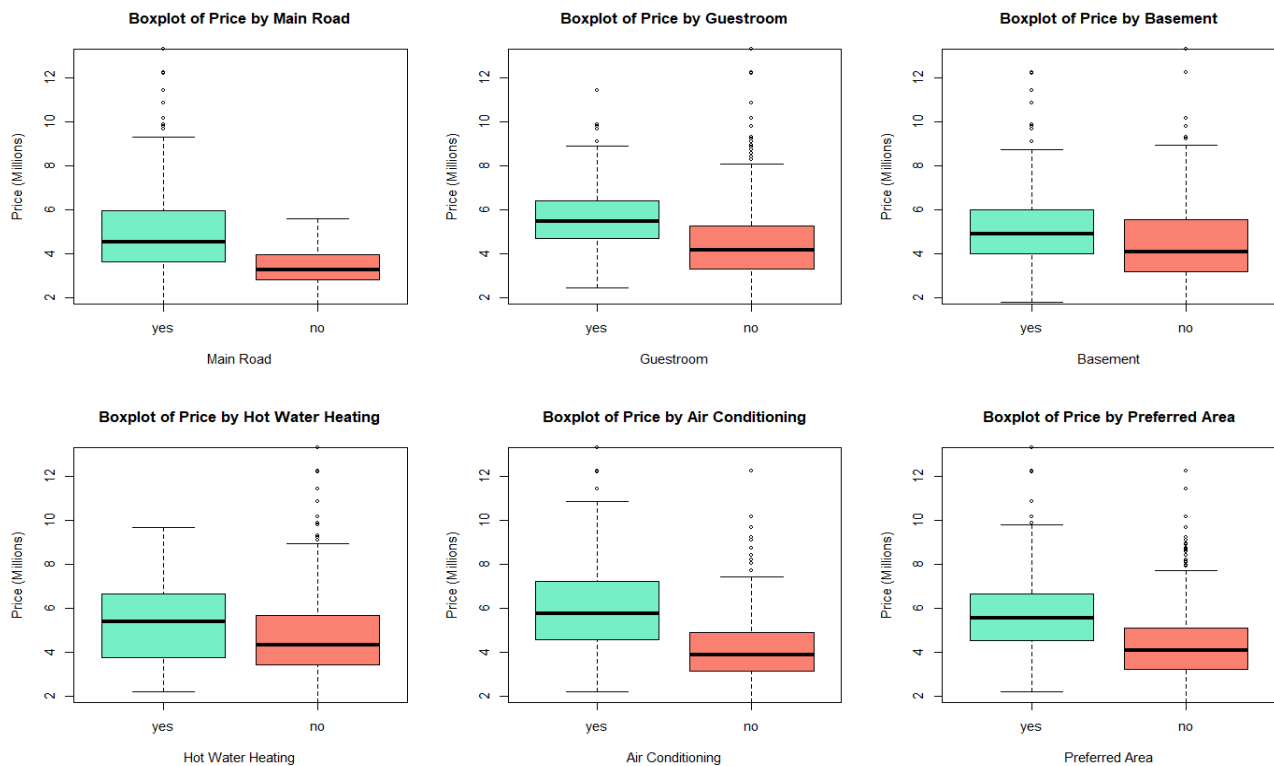 Boxplot of Price by Main Road
Price (Millions)
12
10
8
6
4
2
yes no
Main Road
Boxplot of Price by Guestroom
Price (Millions)
12
10
8
6
4
2
yes no
Guestroom
Boxplot of Price by Basement
Price (Millions)
12
10
8
6
4
2
yes no
Basement
Boxplot of Price by Hot Water Heating
Price (Millions)
12
10
8
6
4
2
yes no
Hot Water Heating
Boxplot of Price by Air Conditioning
Price (Millions)
12
10
8
6
4
2
yes no
Air Conditioning
Boxplot of Price by Preferred Area
Price (Millions)
12
10
8
6
4
2
yes no
Preferred Area